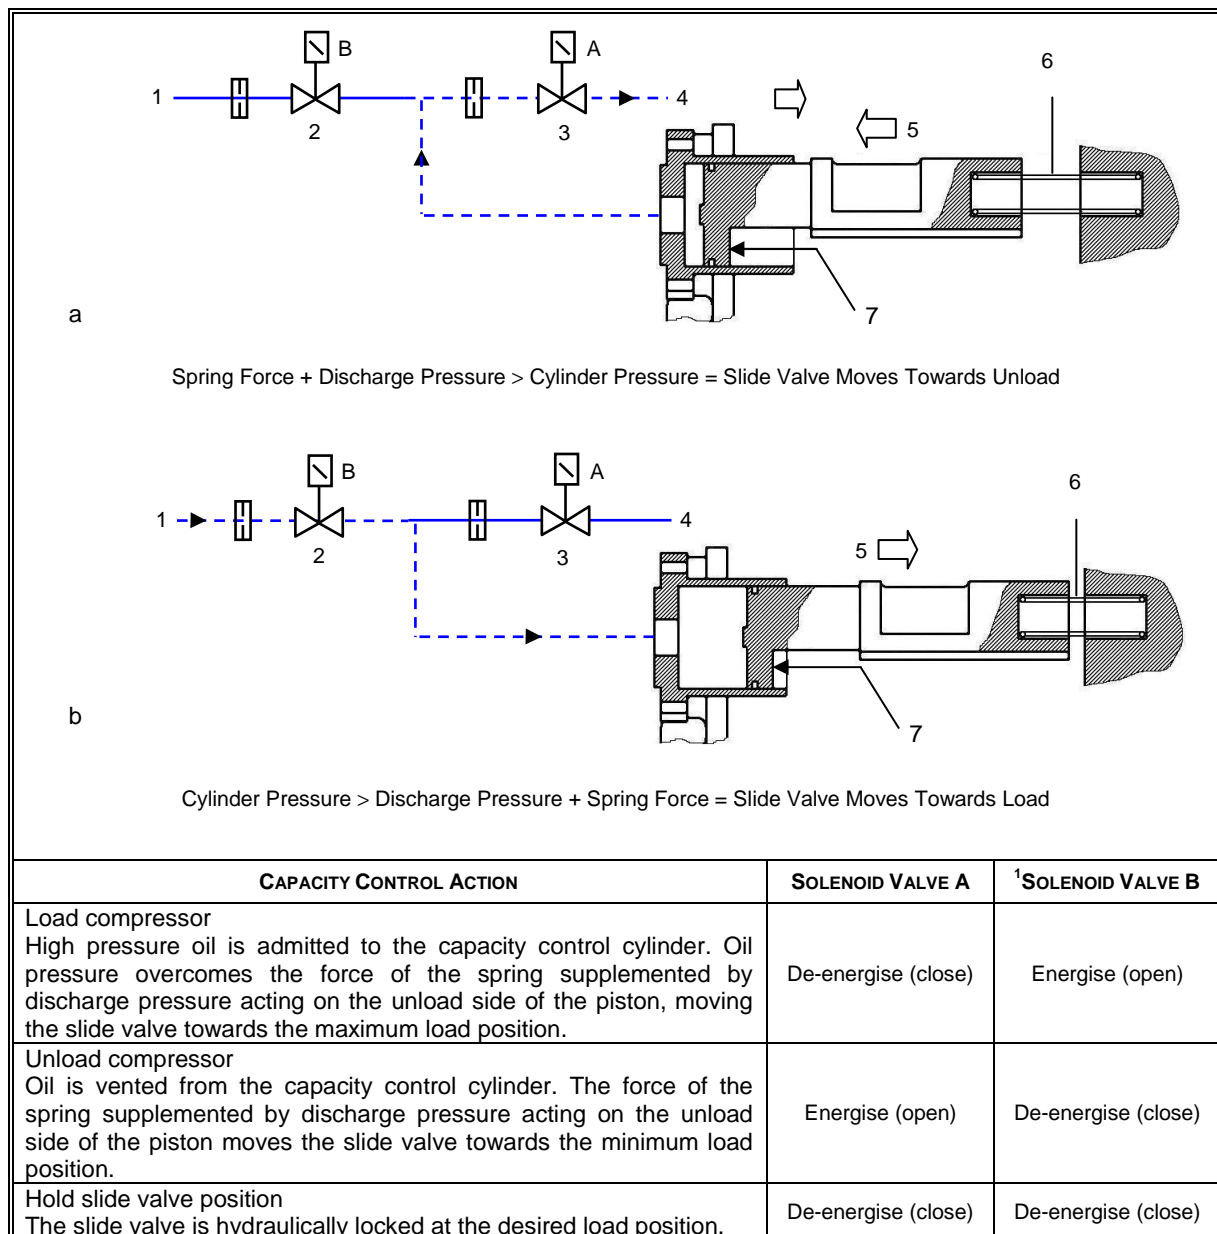 B A
1 2 3 4
6
5
7
a
Spring Force + Discharge Pressure > Cylinder Pressure = Slide Valve Moves Towards Unload
B A
1 2 3 4
6
5
7
b
Cylinder Pressure > Discharge Pressure + Spring Force = Slide Valve Moves Towards Load
CAPACITY CONTROL ACTION SOLENOID VALVE A ¹SOLENOID VALVE B
Load compressor
High pressure oil is admitted to the capacity control cylinder. Oil
pressure overcomes the force of the spring supplemented by
discharge pressure acting on the unload side of the piston, moving
the slide valve towards the maximum load position.
De-energise (close) Energise (open)
Unload compressor
Oil is vented from the capacity control cylinder. The force of the
spring supplemented by discharge pressure acting on the unload
side of the piston moves the slide valve towards the minimum load
position.
Energise (open) De-energise (close)
Hold slide valve position
The slide valve is hydraulically locked at the desired load position.
De-energise (close) De-energise (close)